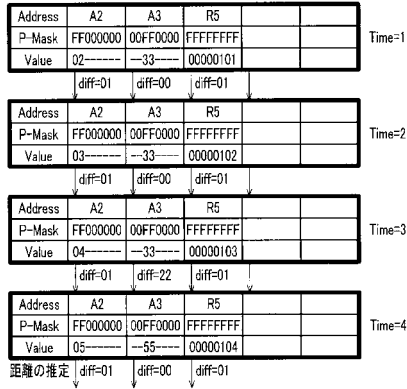 Address A2 A3 R5
P-Mask FF000000 00FF0000 FFFFFFFF Time=1
Value 02------ --33---- 00000101
diff=01 diff=00 diff=01
Address A2 A3 R5
P-Mask FF000000 00FF0000 FFFFFFFF Time=2
Value 03------ --33---- 00000102
diff=01 diff=00 diff=01
Address A2 A3 R5
P-Mask FF000000 00FF0000 FFFFFFFF Time=3
Value 04------ --33---- 00000103
diff=01 diff=22 diff=01
Address A2 A3 R5
P-Mask FF000000 00FF0000 FFFFFFFF Time=4
Value 05------ --55---- 00000104
距離の推定 diff=01 diff=00 diff=01